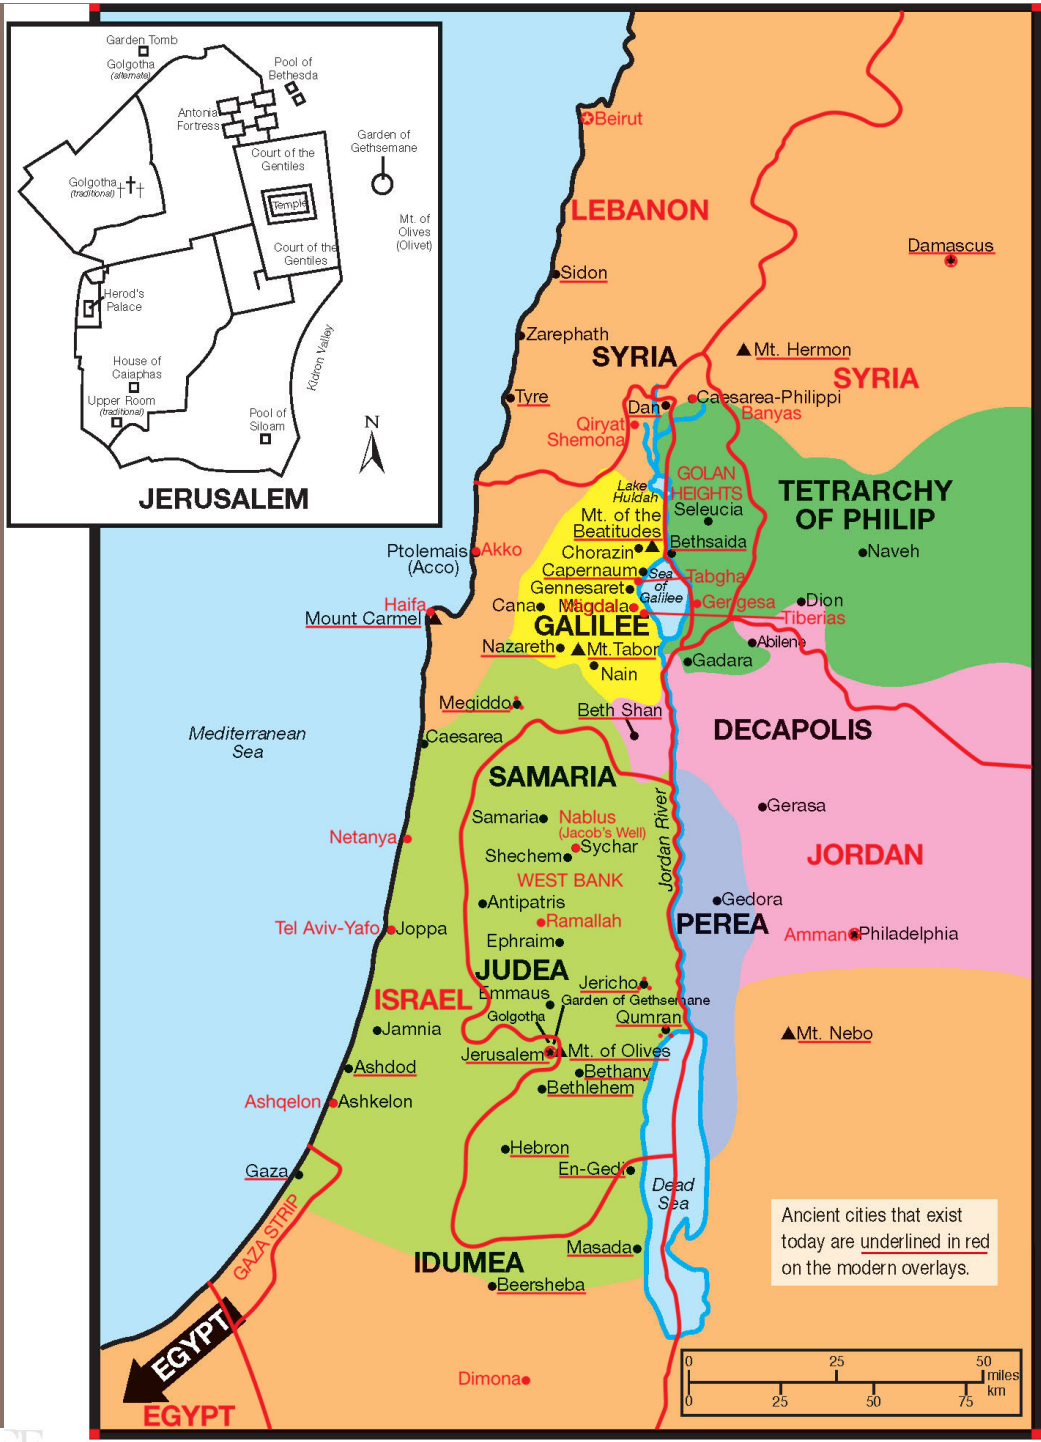 Garden Tomb
Golgotha
(alternate)
Pool of
Bethesda
Antonia
Fortress
Garden of
Gethsemane
Court of the
Gentiles
Golgotha
(traditional)
Temple
Mt. of
Olives
(Olivet)
Court of the
Gentiles
Herod's
Palace
Kidron Valley
House of
Caiaphas
Upper Room
(traditional)
Pool of
Siloam
N
JERUSALEM
Beirut
LEBANON
Damascus
Sidon
Zarephath
SYRIA
Mt. Hermon
SYRIA
Tyre
Dan
Caesarea-Philippi
Banyas
Qiryat
Shemona
GOLAN
HEIGHTS
Lake
Huldah
TETRARCHY
OF PHILIP
Seleucia
Mt. of the
Beatitudes
Bethsaida
Naveh
Ptolemais
(Acco)
Akko
Chorazin
Capernaum
Sea
of
Galilee
Tabgha
Gennesaret
Haifa
Mount Carmel
Cana
Magdala
Migdal
Gergesa
Dion
Tiberias
GALILEE
Abilene
Nazareth
Mt.Tabor
Gadara
Nain
Megiddo
Beth Shan
DECAPOLIS
Mediterranean
Sea
Caesarea
SAMARIA
Jordan River
Gerasa
Samaria
Nablus
(Jacob's Well)
Netanya
Sychar
Shechem
JORDAN
WEST BANK
Antipatris
Gedora
Ramallah
PEREA
Tel Aviv-Yafo
Joppa
Amman
Philadelphia
Ephraim
JUDEA
Jericho
ISRAEL
Emmaus
Garden of Gethsemane
Golgotha
Qumran
Jamnia
Mt. Nebo
Jerusalem
Mt. of Olives
Ashdod
Bethany
Bethlehem
Ashqelon
Ashkelon
Hebron
Gaza
En-Gedi
Dead
Sea
GAZA STRIP
Ancient cities that exist
today are underlined in red
on the modern overlays.
Masada
IDUMEA
Beersheba
EGYPT
Dimona
EGYPT
0 25 50
miles
km
0 25 50 75